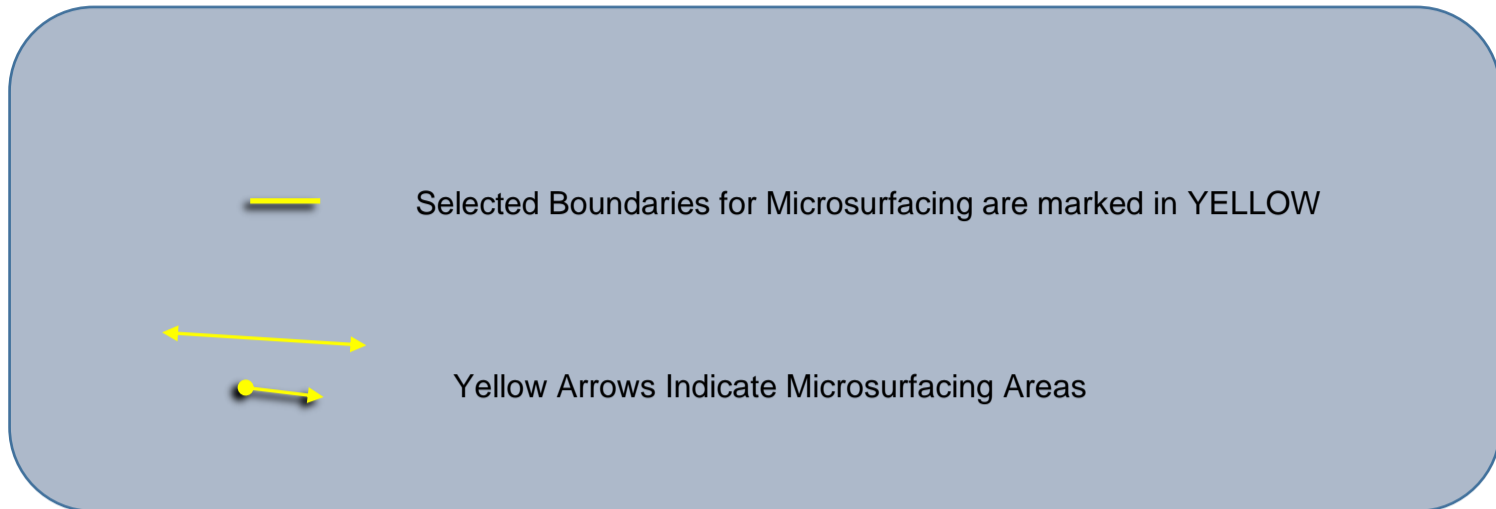 Selected Boundaries for Microsurfacing are marked in YELLOW
Yellow Arrows Indicate Microsurfacing Areas